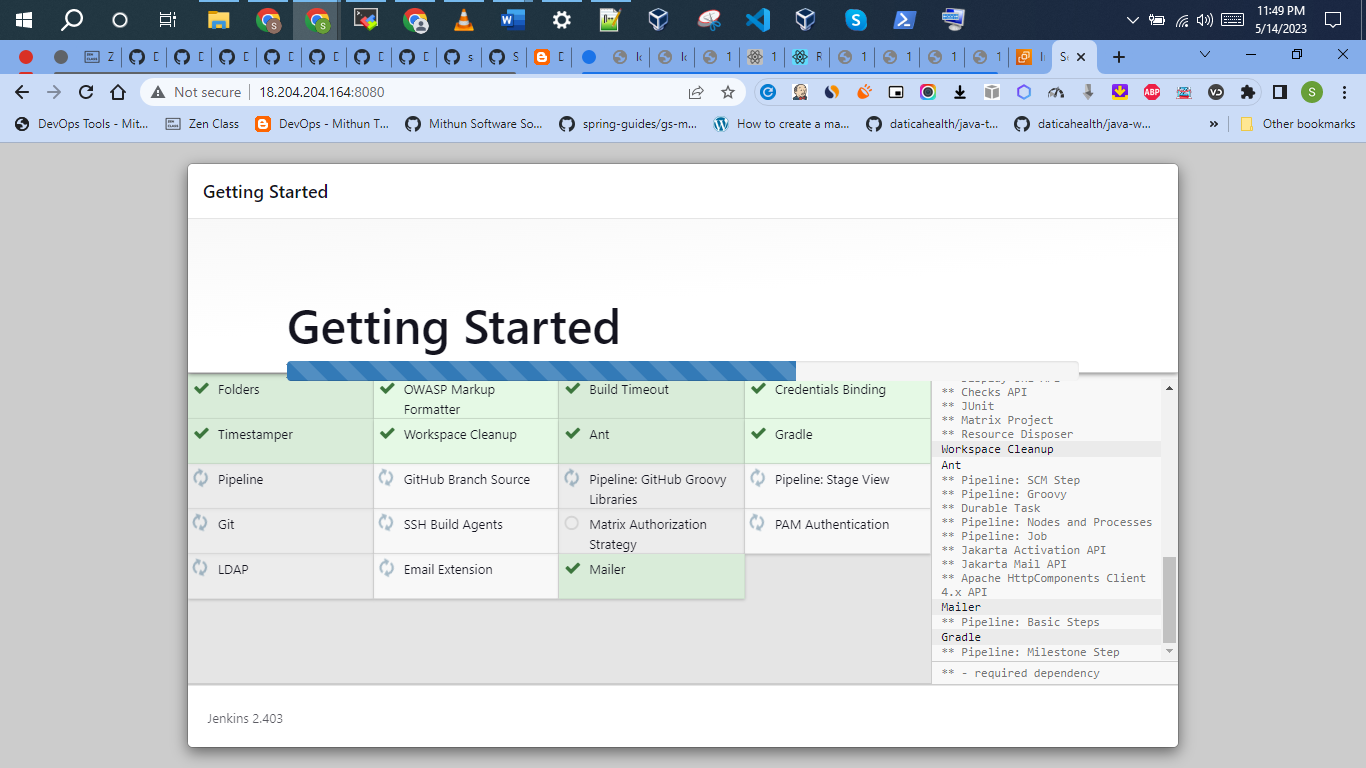 11:49 PM
5/14/2023
Not secure
18.204.204.164:8080
DevOps Tools - Mit...
Zen Class
DevOps - Mithun T...
Mithun Software So...
spring-guides/gs-m...
How to create a ma...
daticahealth/java-t...
daticahealth/java-w...
»
Other bookmarks
Getting Started
Getting Started
Folders
OWASP Markup
Formatter
Build Timeout
Credentials Binding
Timestamper
Workspace Cleanup
Ant
Gradle
Pipeline
GitHub Branch Source
Pipeline: GitHub Groovy
Libraries
Pipeline: Stage View
Git
SSH Build Agents
Matrix Authorization
Strategy
PAM Authentication
LDAP
Email Extension
Mailer
** Checks API
** JUnit
** Matrix Project
** Resource Disposer
Workspace Cleanup
Ant
** Pipeline: SCM Step
** Pipeline: Groovy
** Durable Task
** Pipeline: Nodes and Processes
** Pipeline: Job
** Jakarta Activation API
** Jakarta Mail API
** Apache HttpComponents Client
4.x API
Mailer
** Pipeline: Basic Steps
Gradle
** Pipeline: Milestone Step
** - required dependency
Jenkins 2.403